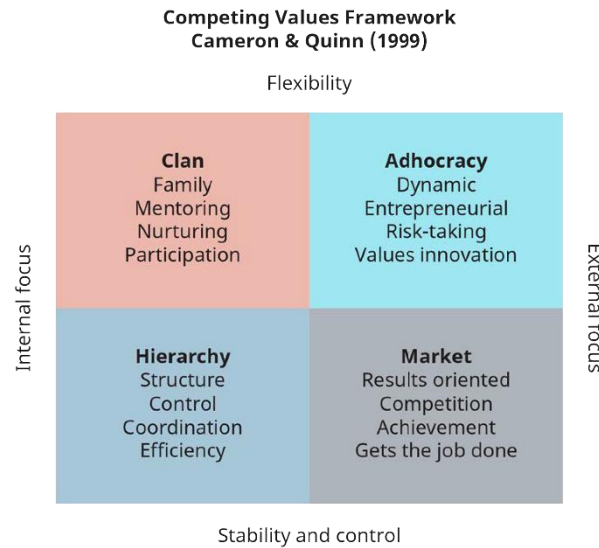 Competing Values Framework
Cameron & Quinn (1999)
Flexibility
Internal focus
Clan
Family
Mentoring
Nurturing
Participation
Adhocracy
Dynamic
Entrepreneurial
Risk-taking
Values innovation
External focus
Hierarchy
Structure
Control
Coordination
Efficiency
Market
Results oriented
Competition
Achievement
Gets the job done
Stability and control